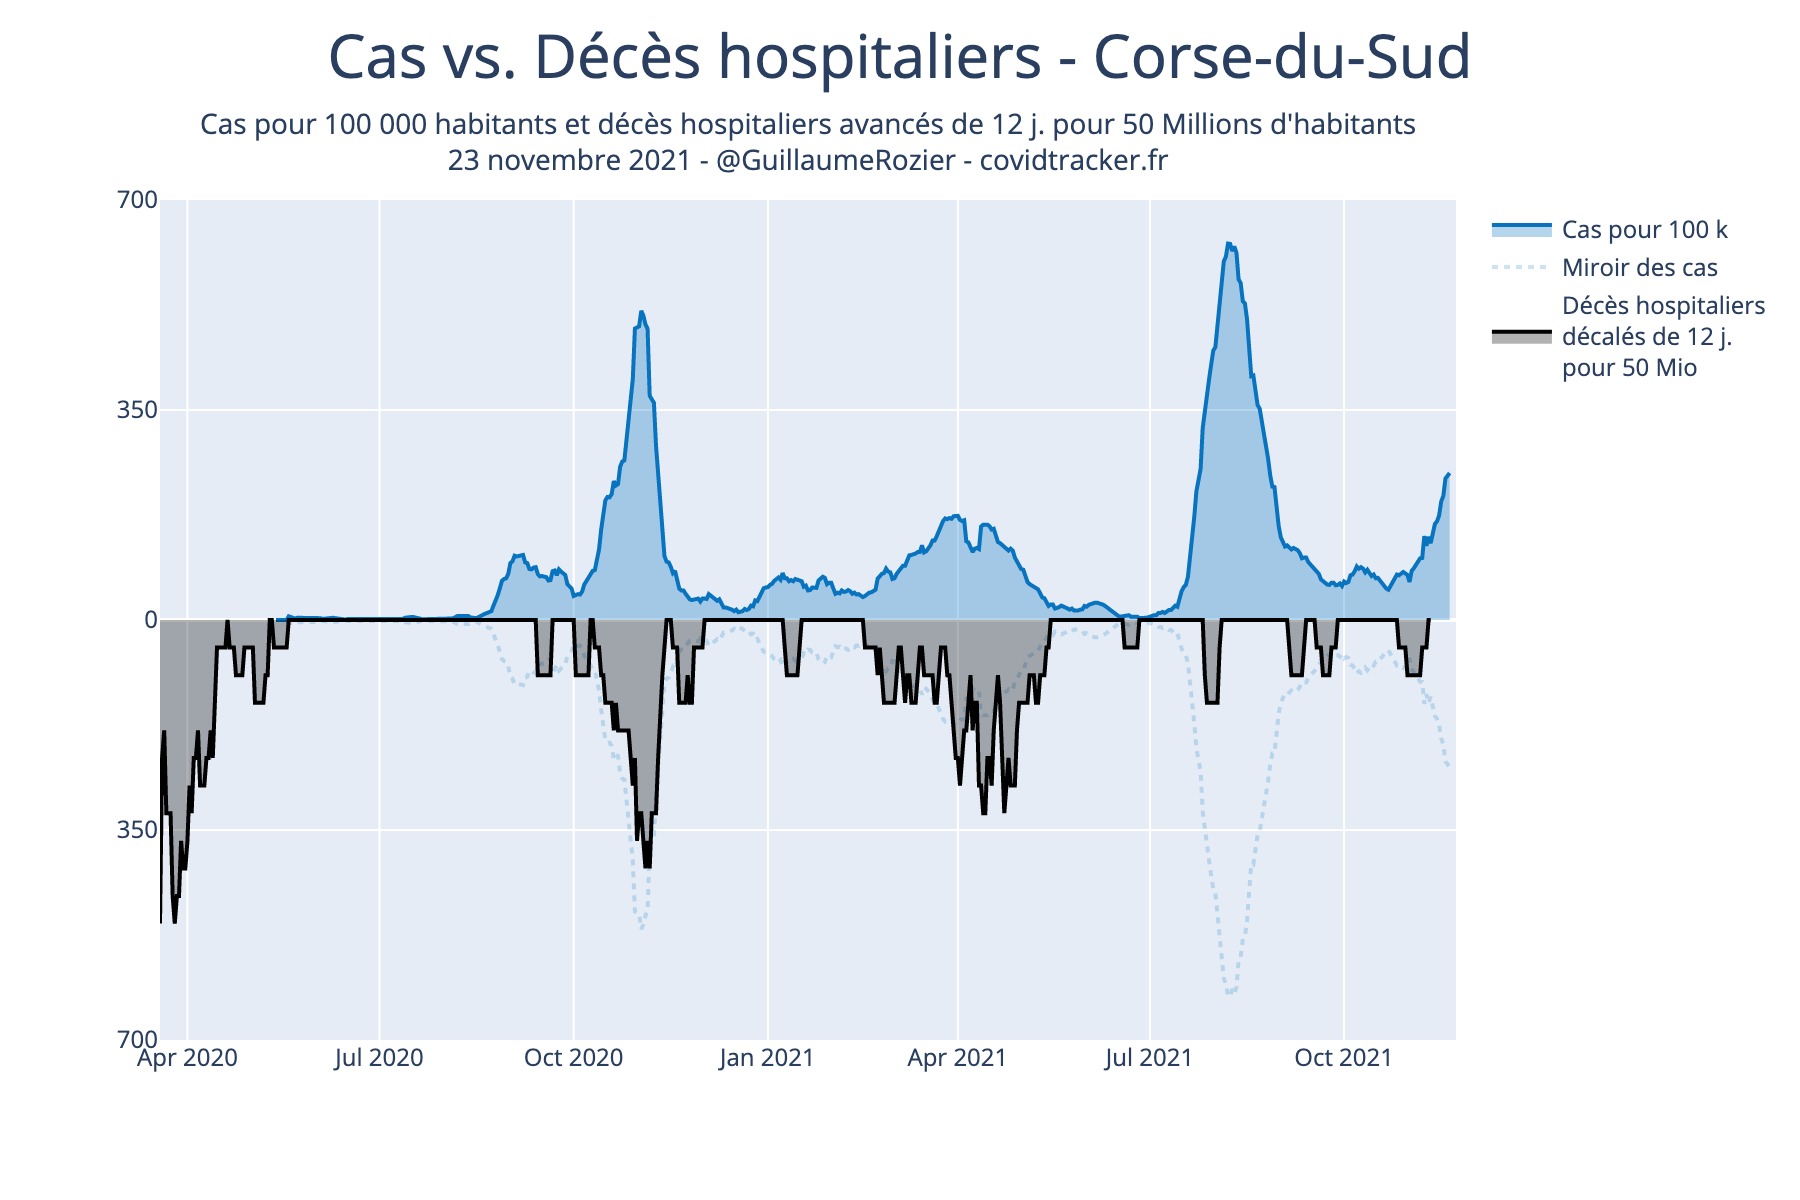 Cas vs. Décès hospitaliers - Corse-du-Sud
Cas pour 100 000 habitants et décès hospitaliers avancés de 12 j. pour 50 Millions d'habitants
23 novembre 2021 - @GuillaumeRozier - covidtracker.fr
700
350
0
350
700
Apr 2020
Jul 2020
Oct 2020
Jan 2021
Apr 2021
Jul 2021
Oct 2021
Cas pour 100 k
Miroir des cas
Décès hospitaliers
décalés de 12 j.
pour 50 Mio